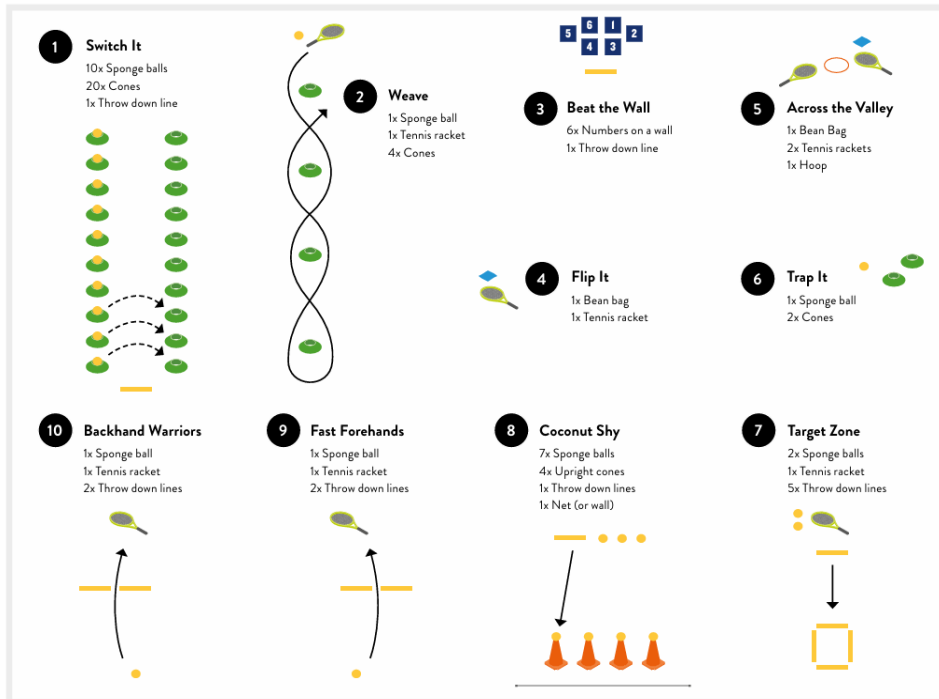 1
Switch It
10x Sponge balls
20x Cones
1x Throw down line
2
Weave
1x Sponge ball
1x Tennis racket
4x Cones
6 1
5 2
4 3
3
Beat the Wall
6x Numbers on a wall
1x Throw down line
5
Across the Valley
1x Bean Bag
2x Tennis rackets
1x Hoop
4
Flip It
1x Bean bag
1x Tennis racket
6
Trap It
1x Sponge ball
2x Cones
10
Backhand Warriors
1x Sponge ball
1x Tennis racket
2x Throw down lines
9
Fast Forehands
1x Sponge ball
1x Tennis racket
2x Throw down lines
8
Coconut Shy
7x Sponge balls
4x Upright cones
1x Throw down lines
1x Net (or wall)
7
Target Zone
2x Sponge balls
1x Tennis racket
5x Throw down lines